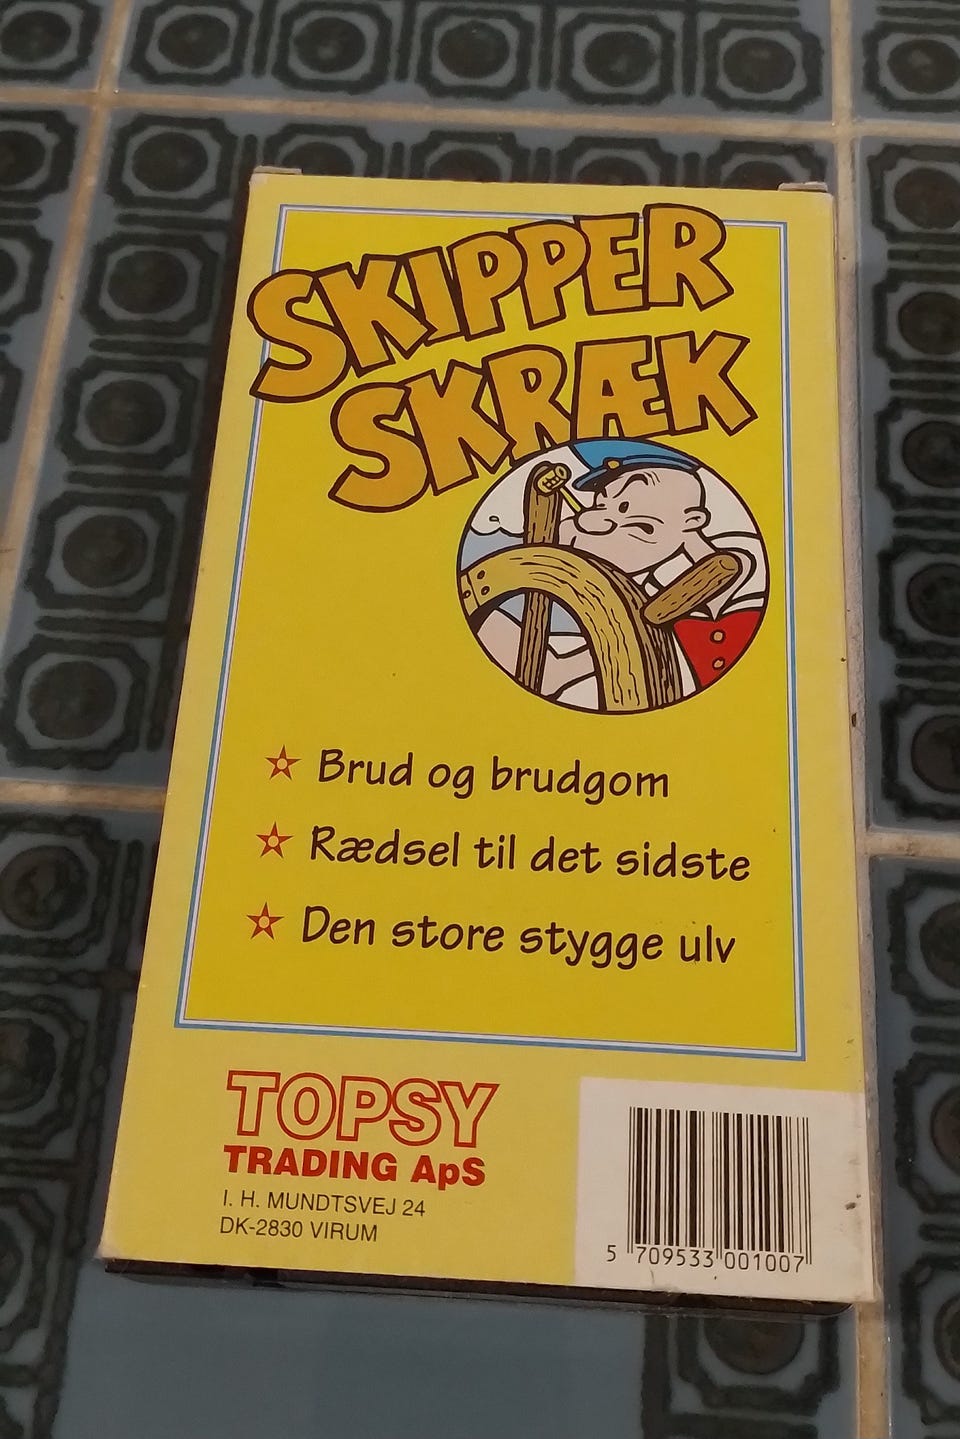 SKIPPER
SKRÆK
Brud og brudgom
Rædsel til det sidste
Den store stygge ulv
TOPSY
TRADING ApS
I. H. MUNDTSVEJ 24
DK-2830 VIRUM
5 709533 001007